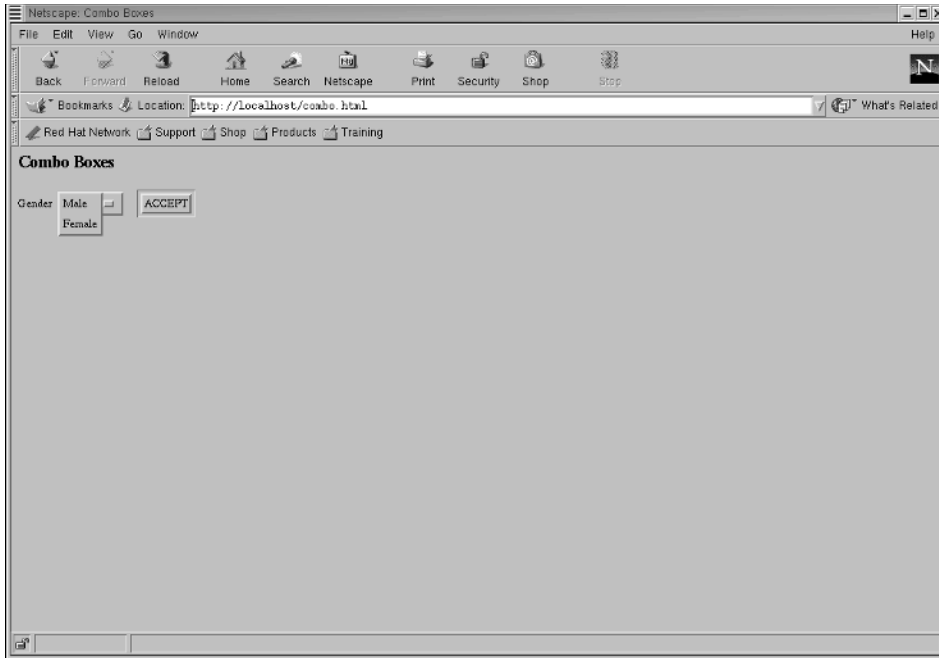 Netscape: Combo Boxes
File Edit View Go Window Help
Back Forward Reload Home Search Netscape Print Security Shop Stop
N
Bookmarks Location: http://localhost/combo.html What's Related
Red Hat Network Support Shop Products Training
Combo Boxes
Gender Male ACCEPT
Female